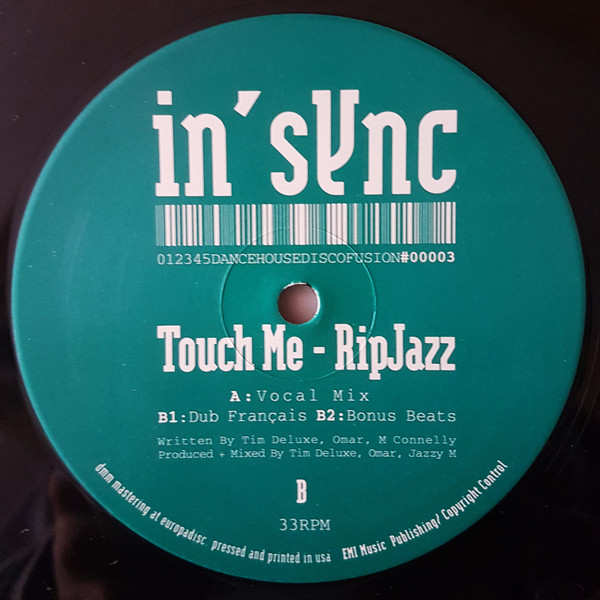 in'sync
012345DANCEHOUSEDISCOFUSION#00003
Touch Me - RipJazz
A:Vocal Mix
B1:Dub Français B2:Bonus Beats
Written By Tim Deluxe, Omar, M Connelly
Produced + Mixed By Tim Deluxe, Omar, Jazzy M
B
33RPM
dmm mastering at europadisc pressed and printed in usa EMI Music Publishing/ Copyright Control